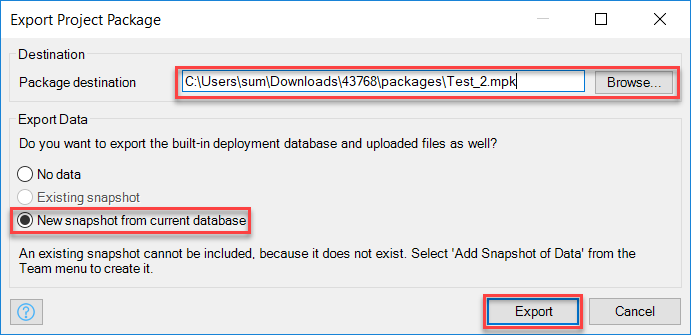 Export Project Package
Destination
Package destination C:\Users\sum\Downloads\43768\packages\Test_2.mpk Browse...
Export Data
Do you want to export the built-in deployment database and uploaded files as well?
No data
Existing snapshot
New snapshot from current database
An existing snapshot cannot be included, because it does not exist. Select 'Add Snapshot of Data' from the
Team menu to create it.
? Export Cancel